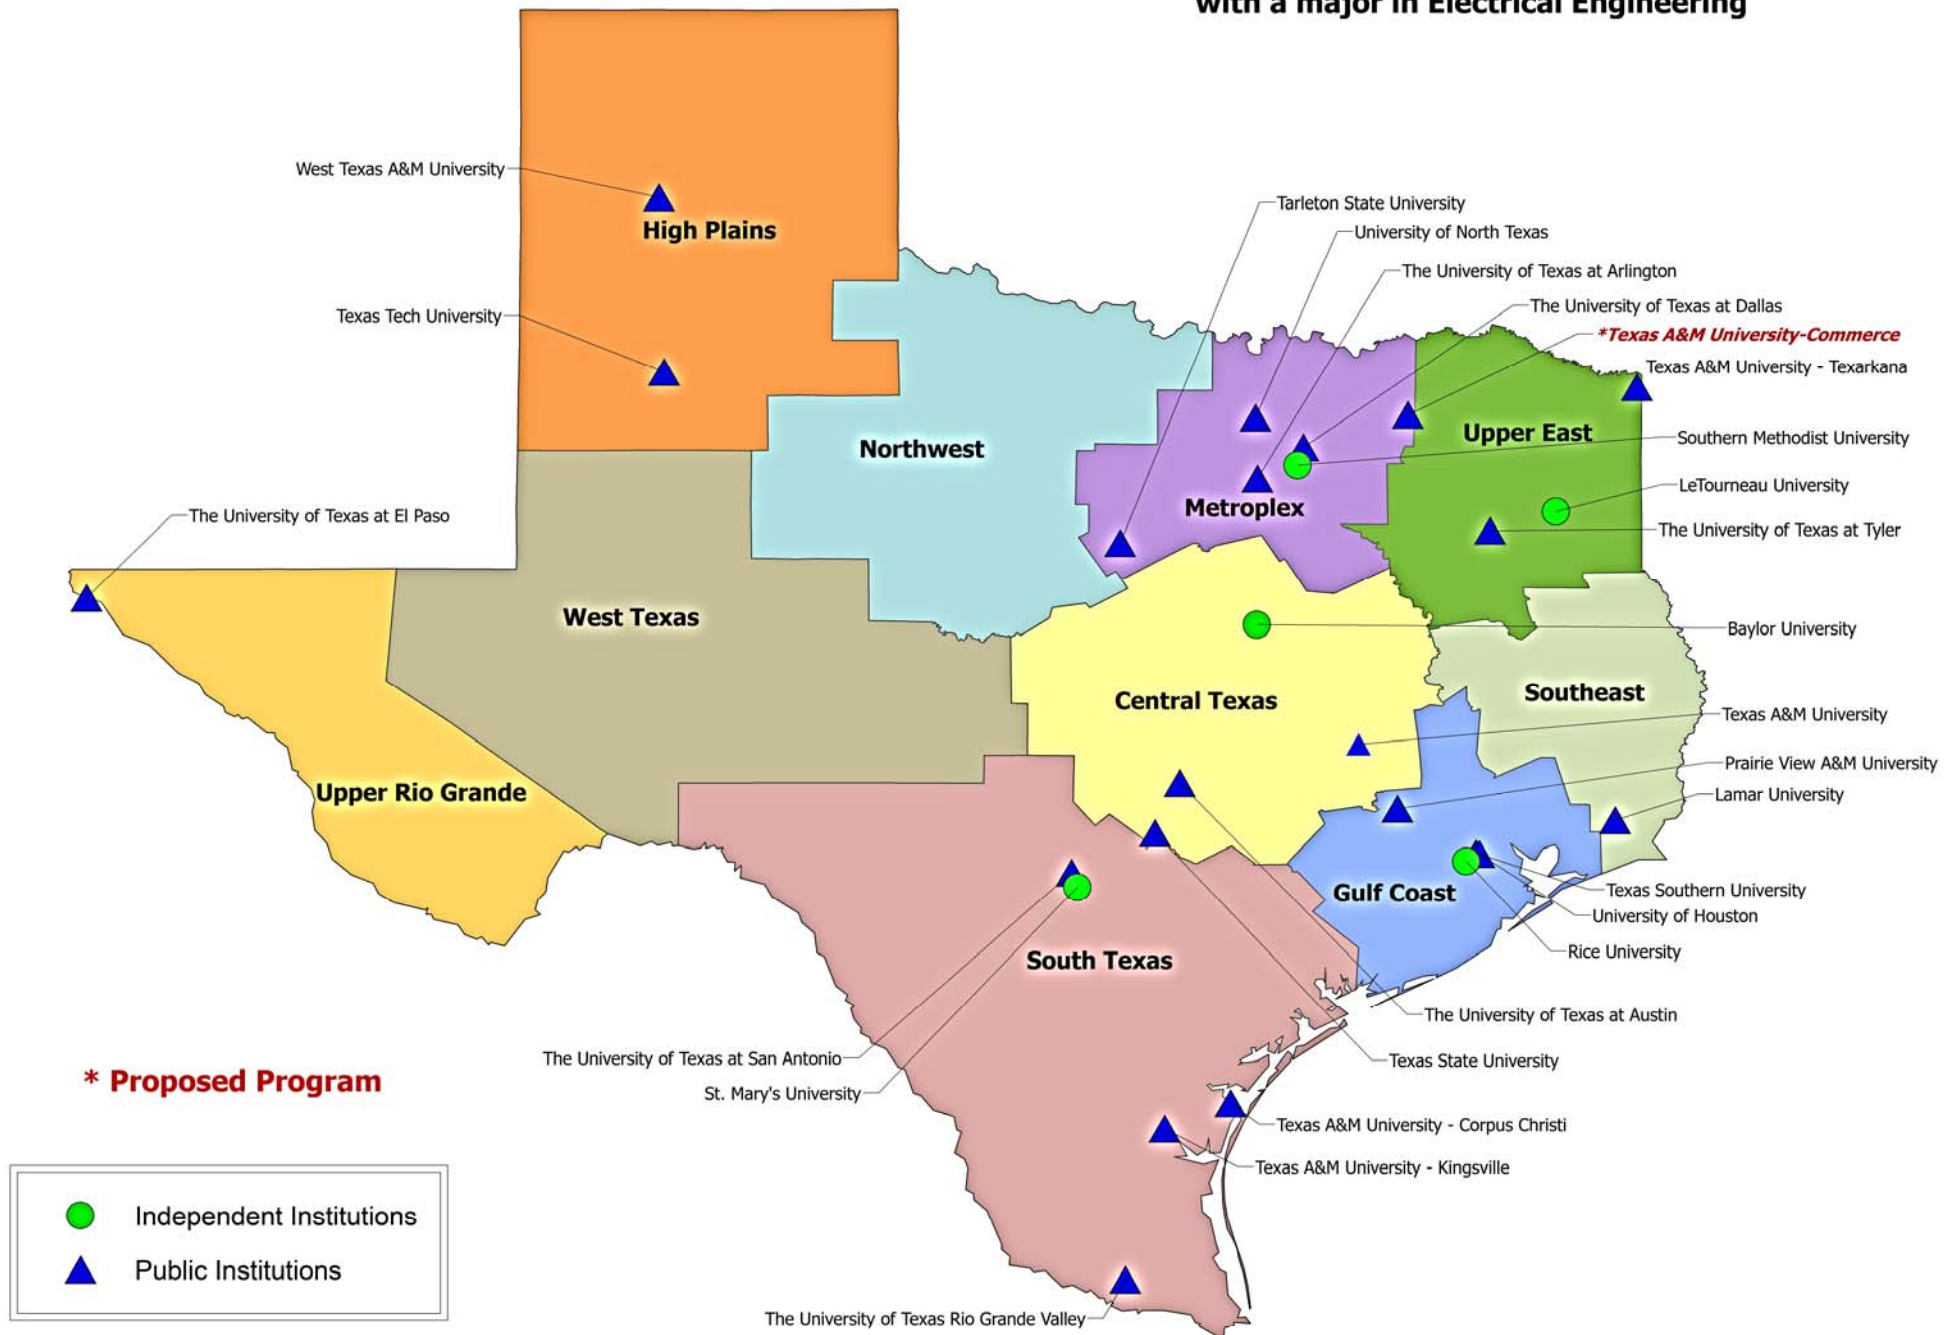 with a major in Electrical Engineering
West Texas A&M University
High Plains
Tarleton State University
University of North Texas
The University of Texas at Arlington
The University of Texas at Dallas
*Texas A&M University-Commerce
Texas Tech University
Texas A&M University - Texarkana
Upper East
Southern Methodist University
Northwest
LeTourneau University
Metroplex
The University of Texas at El Paso
The University of Texas at Tyler
West Texas
Baylor University
Central Texas
Southeast
Texas A&M University
Prairie View A&M University
Upper Rio Grande
Lamar University
Gulf Coast
Texas Southern University
University of Houston
Rice University
South Texas
The University of Texas at Austin
The University of Texas at San Antonio
Texas State University
* Proposed Program
St. Mary's University
Texas A&M University - Corpus Christi
Texas A&M University - Kingsville
Independent Institutions
Public Institutions
The University of Texas Rio Grande Valley